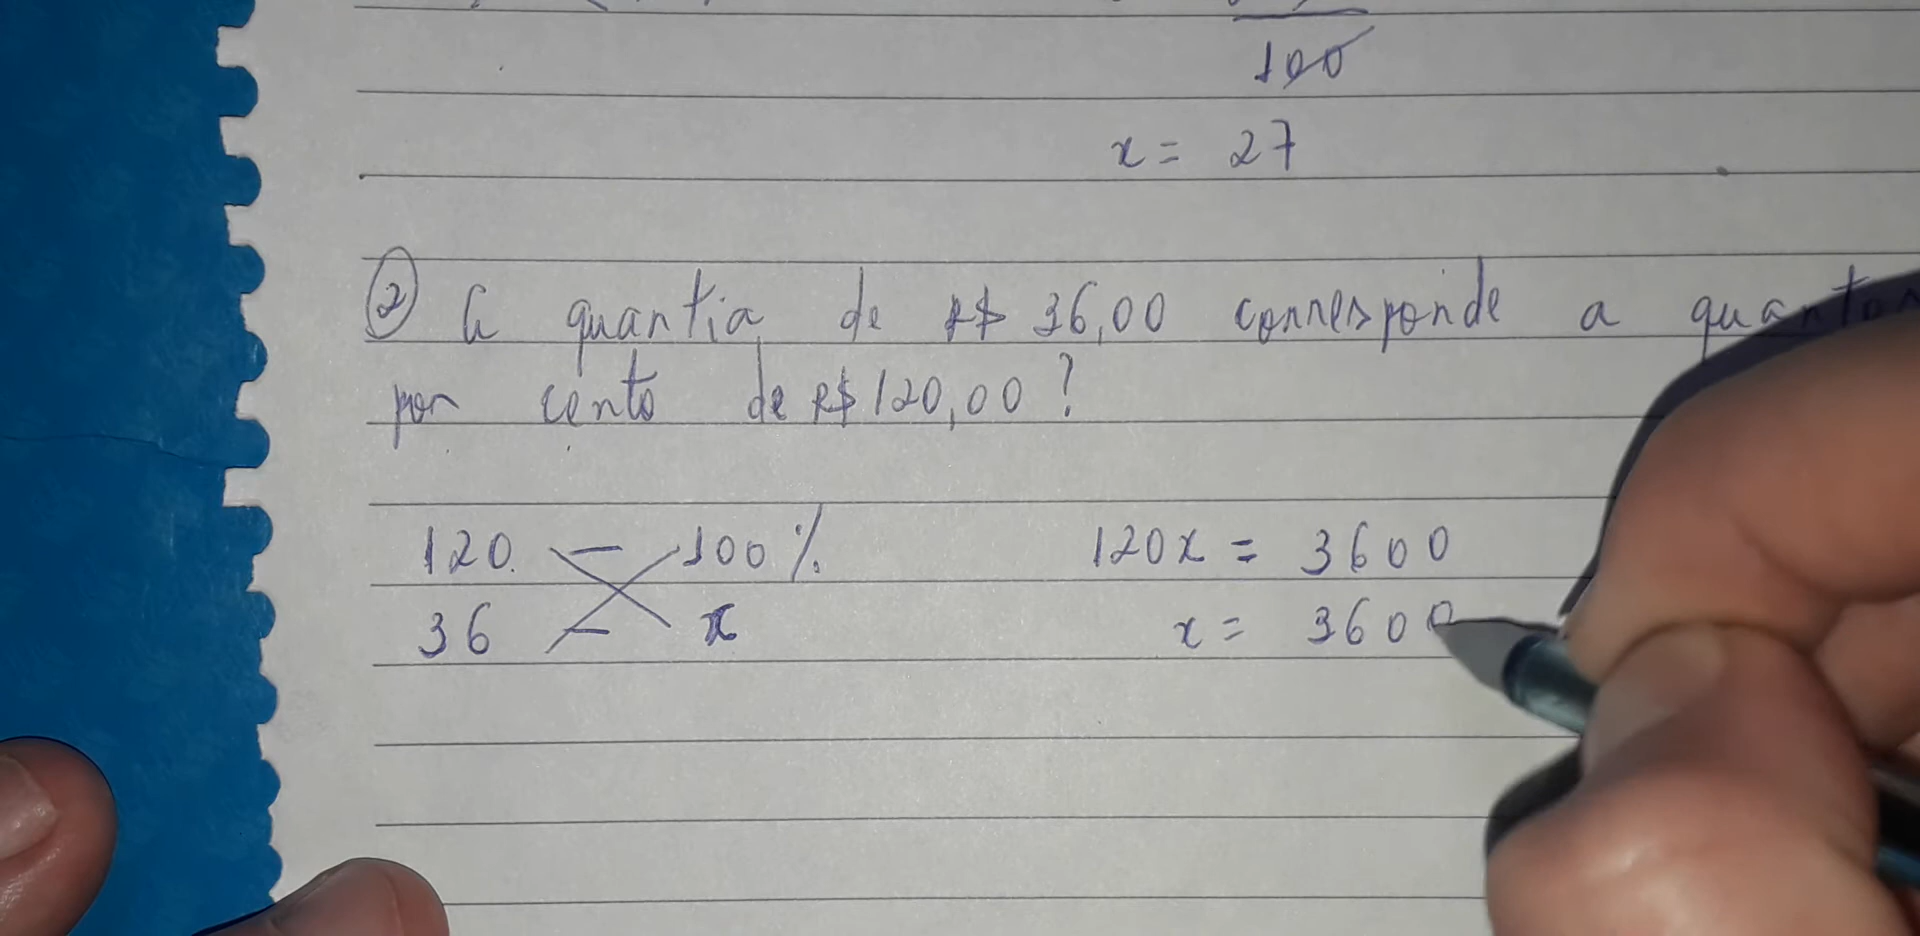 100
x = 27
② A quantia de R$ 36,00 corresponde a quantos
por cento de R$ 120,00 ?
120 — 100% 120x = 3600
36 — x x = 3600